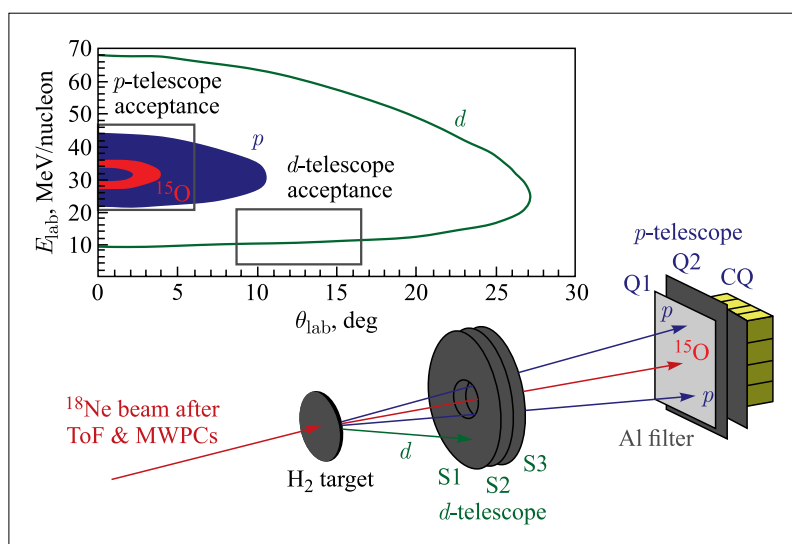 70
60
50
40
30
20
10
E_lab, MeV/nucleon
p-telescope
acceptance
p
d
¹⁵O
d-telescope
acceptance
0 5 10 15 20 25 30
θ_lab, deg
p-telescope
Q1 Q2 CQ
p
¹⁵O
p
Al filter
¹⁸Ne beam after
ToF & MWPCs
H₂ target
d
S1 S2 S3
d-telescope